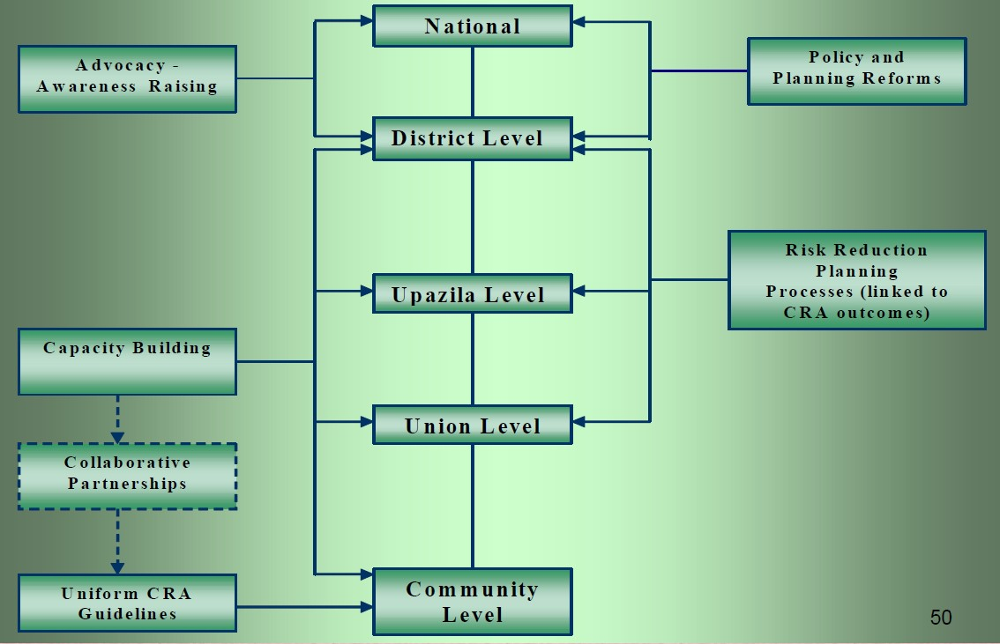 National
Advocacy -
Awareness Raising
Policy and
Planning Reforms
District Level
Risk Reduction
Planning
Processes (linked to
CRA outcomes)
Upazila Level
Capacity Building
Union Level
Collaborative
Partnerships
Uniform CRA
Guidelines
Community
Level
50